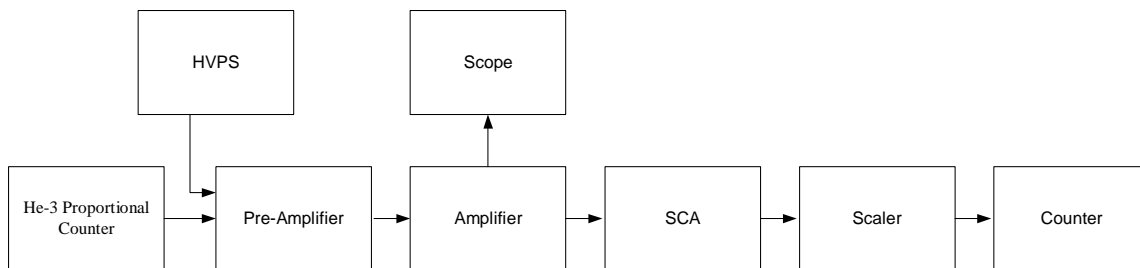 HVPS
Scope
He-3 Proportional
Counter
Pre-Amplifier
Amplifier
SCA
Scaler
Counter